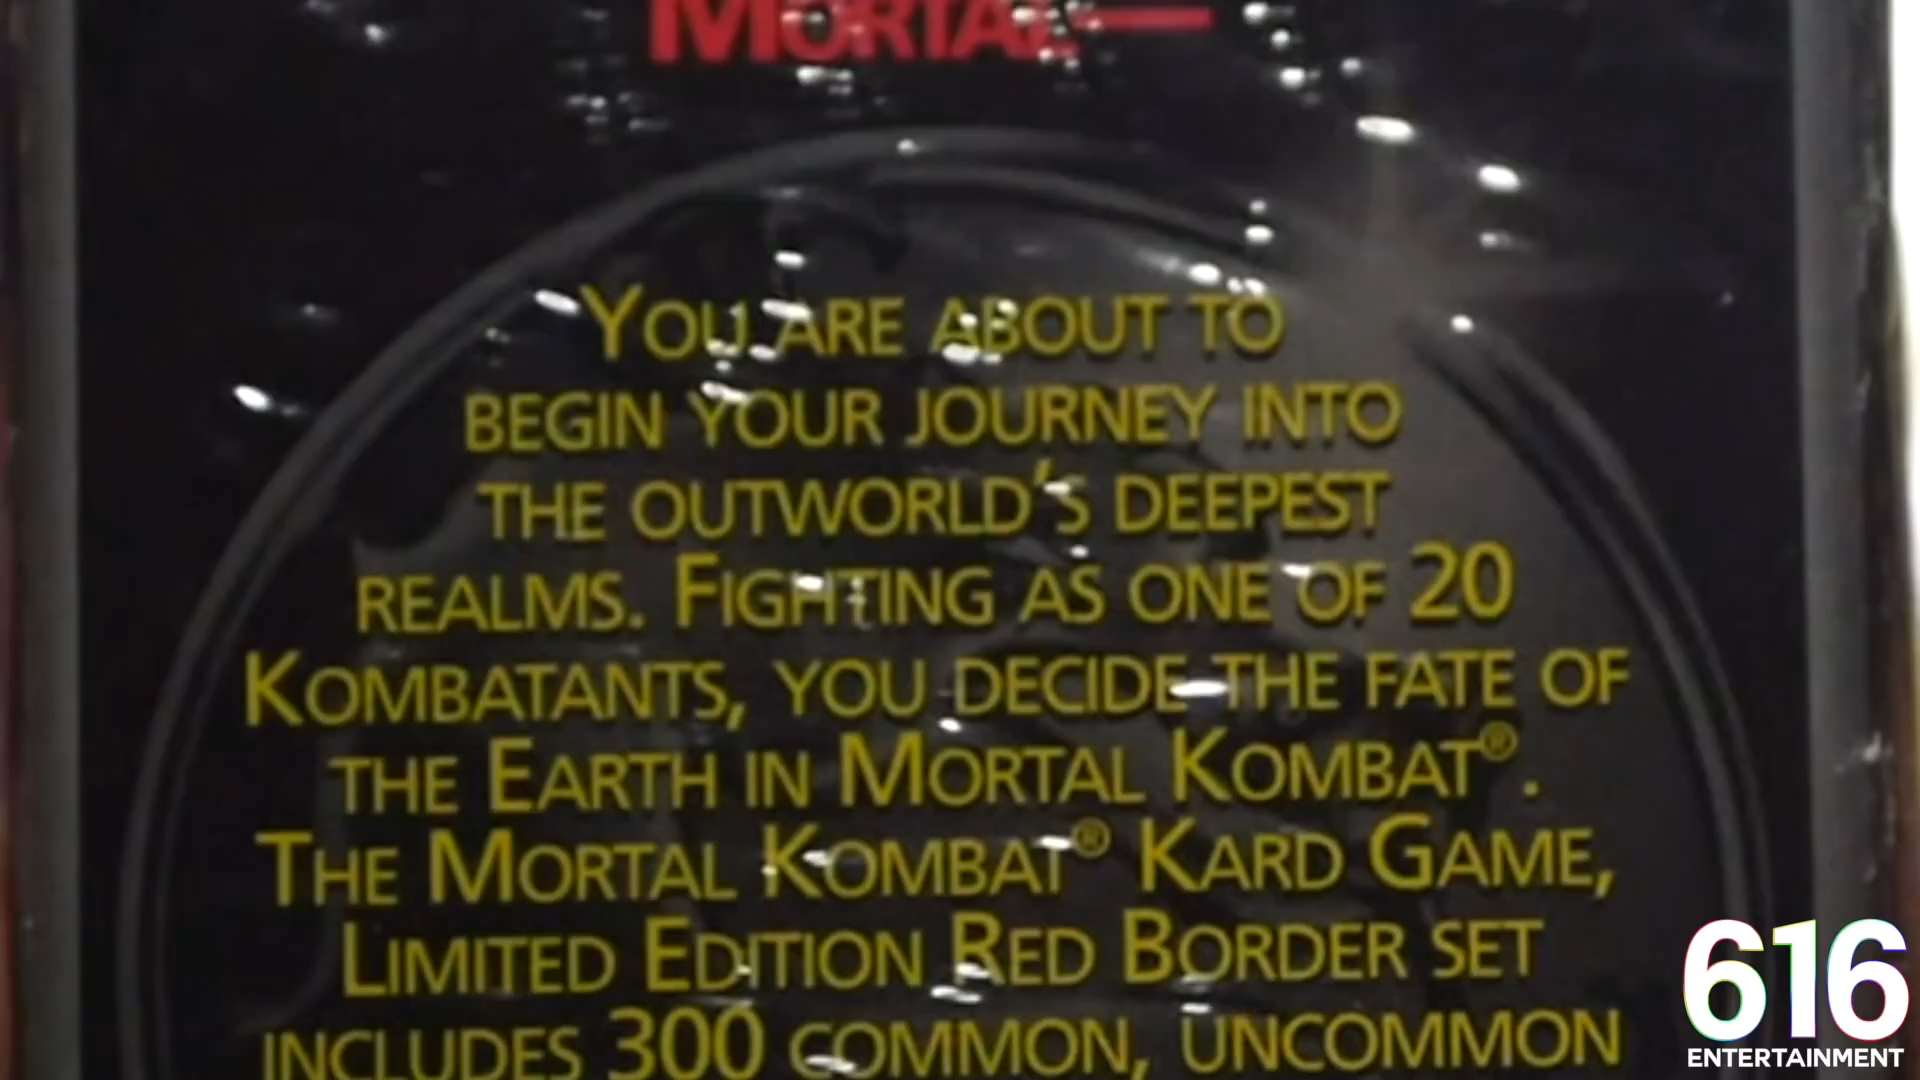 MORTAL
YOU ARE ABOUT TO
BEGIN YOUR JOURNEY INTO
THE OUTWORLD'S DEEPEST
REALMS. FIGHTING AS ONE OF 20
KOMBATANTS, YOU DECIDE THE FATE OF
THE EARTH IN MORTAL KOMBAT®.
THE MORTAL KOMBAT® KARD GAME,
LIMITED EDITION RED BORDER SET
INCLUDES 300 COMMON, UNCOMMON
616
ENTERTAINMENT